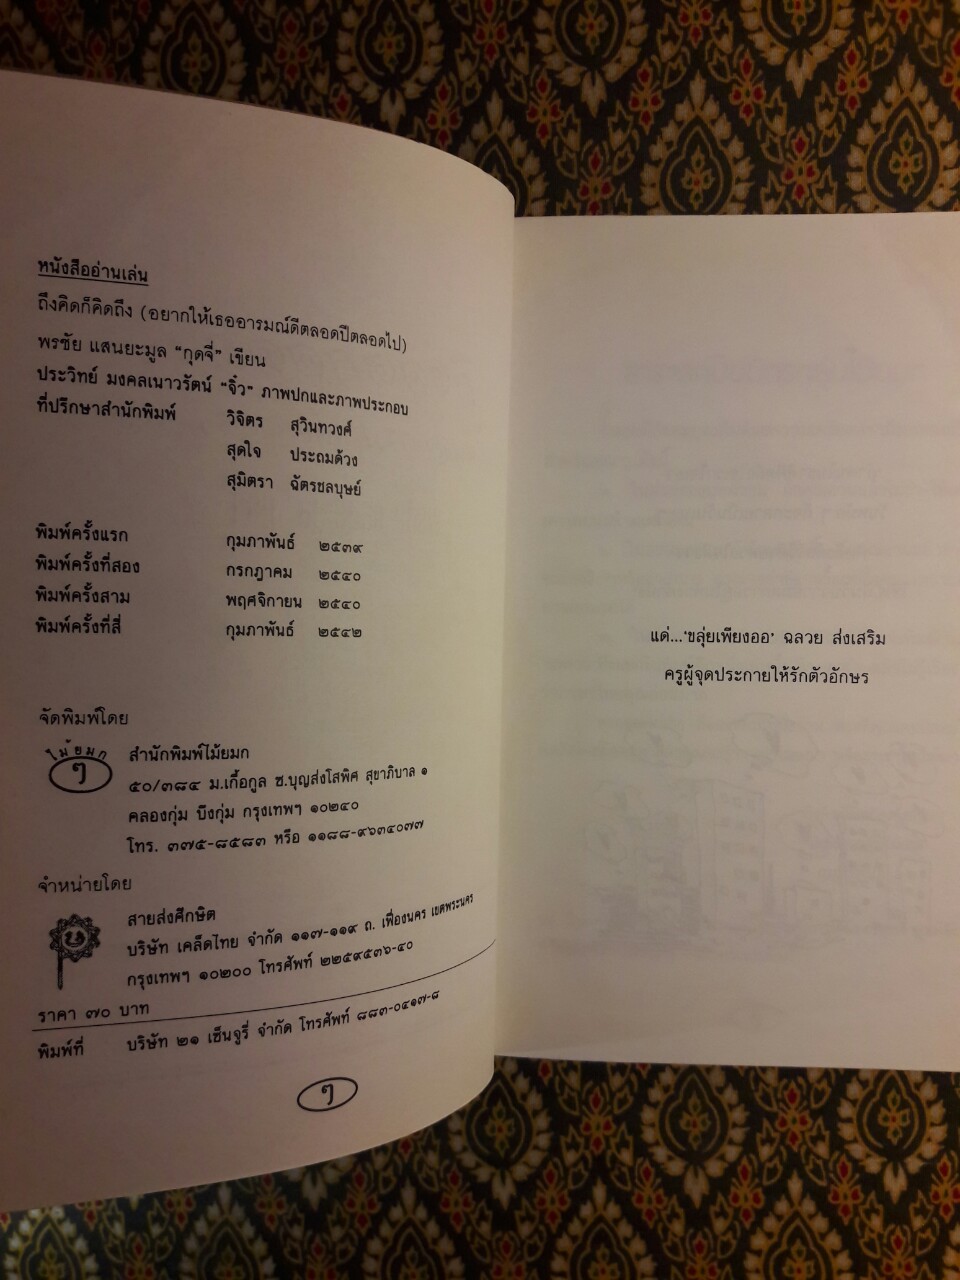 หนังสืออ่านเล่น
ถึงคิดก็คิดถึง (อยากให้เธออารมณ์ดีตลอดปีตลอดไป)
พรชัย แสนยะมูล "กุดจี่" เขียน
ประวิทย์ มงคลเนาวรัตน์ "จิ๋ว" ภาพปกและภาพประกอบ
ที่ปรึกษาสำนักพิมพ์ วิจิตร สุวินทวงศ์
สุดใจ ประถมด้วง
สุมิตรา ฉัตรชลบุษย์
พิมพ์ครั้งแรก กุมภาพันธ์ ๒๕๓๙
พิมพ์ครั้งที่สอง กรกฎาคม ๒๕๔๐
พิมพ์ครั้งสาม พฤศจิกายน ๒๕๔๐
พิมพ์ครั้งที่สี่ กุมภาพันธ์ ๒๕๔๒
จัดพิมพ์โดย
ไม้ยมก
ๆ
สำนักพิมพ์ไม้ยมก
๕๐/๓๘๔ ม.เกื้อกูล ซ.บุญส่งโสพิศ สุขาภิบาล ๑
คลองกุ่ม บึงกุ่ม กรุงเทพฯ ๑๐๒๔๐
โทร. ๓๗๕-๘๕๘๓ หรือ ๑๑๘๘-๙๖๓๔๐๗๗
จำหน่ายโดย
สายส่งศึกษิต
บริษัท เคล็ดไทย จำกัด ๑๑๗-๑๑๙ ถ. เฟื่องนคร เขตพระนคร
กรุงเทพฯ ๑๐๒๐๐ โทรศัพท์ ๒๒๕๙๕๓๖-๔๐
ราคา ๗๐ บาท
พิมพ์ที่ บริษัท ๒๑ เซ็นจูรี่ จำกัด โทรศัพท์ ๘๘๓-๐๔๑๗-๘
ๆ
แด่...'ขลุ่ยเพียงออ' ฉลวย ส่งเสริม
ครูผู้จุดประกายให้รักตัวอักษร